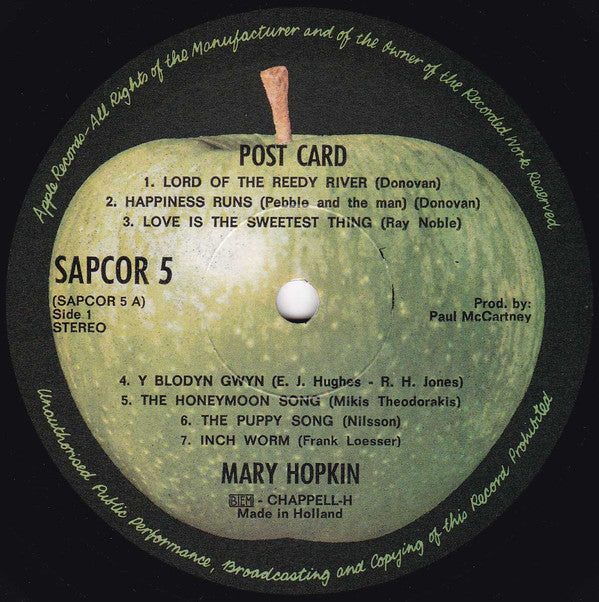 Apple Records-All Rights of the Manufacturer and of the Owner of the Recorded Work Reserved
POST CARD
1. LORD OF THE REEDY RIVER (Donovan)
2. HAPPINESS RUNS (Pebble and the man) (Donovan)
3. LOVE IS THE SWEETEST THING (Ray Noble)
SAPCOR 5
(SAPCOR 5 A)
Side 1
STEREO
Prod. by:
Paul McCartney
4. Y BLODYN GWYN (E. J. Hughes - R. H. Jones)
5. THE HONEYMOON SONG (Mikis Theodorakis)
6. THE PUPPY SONG (Nilsson)
7. INCH WORM (Frank Loesser)
MARY HOPKIN
BIEM - CHAPPELL-H
Made in Holland
Unauthorised Public Performance, Broadcasting and Copying of this Record Prohibited